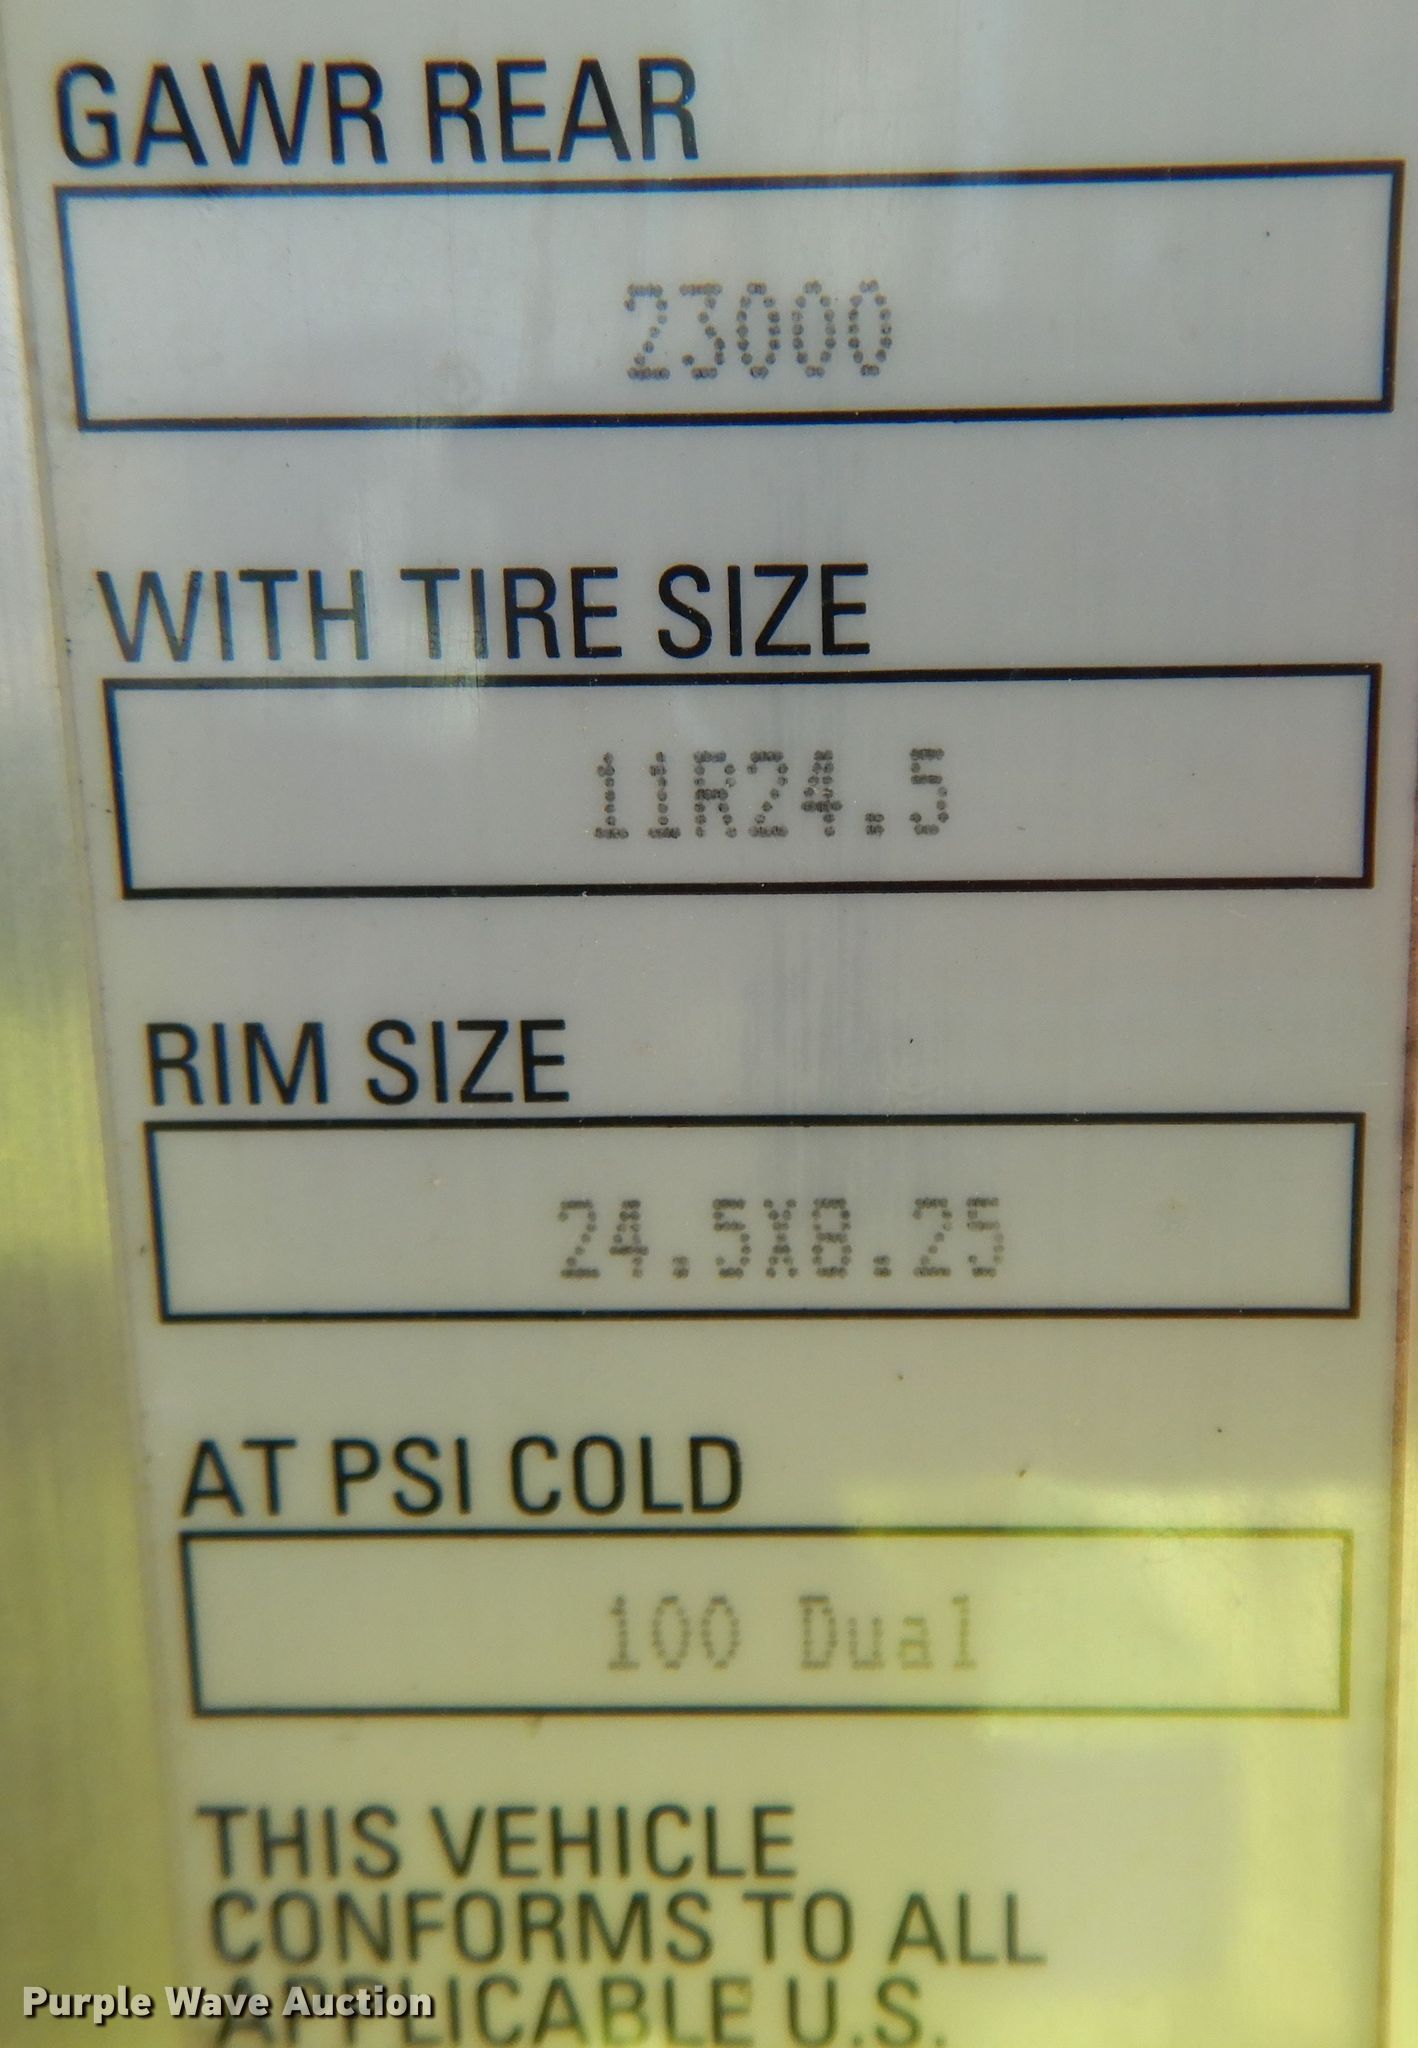 GAWR REAR
23000
WITH TIRE SIZE
11R24.5
RIM SIZE
24.5X8.25
AT PSI COLD
100 Dual
THIS VEHICLE
CONFORMS TO ALL
APPLICABLE U.S.
Purple Wave Auction